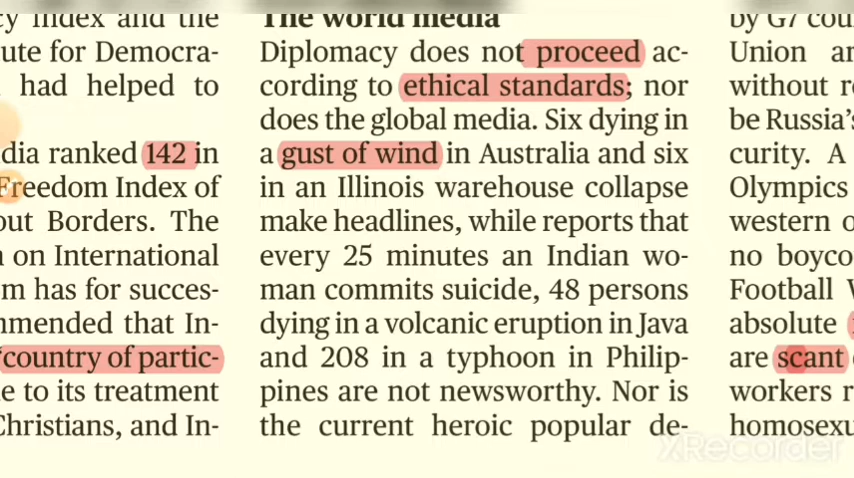 cy Index and the
ute for Democra-
had helped to
dia ranked 142 in
Freedom Index of
out Borders. The
on International
m has for succes-
mmended that In-
'country of partic-
e to its treatment
Christians, and In-
The world media
Diplomacy does not proceed ac-
cording to ethical standards; nor
does the global media. Six dying in
a gust of wind in Australia and six
in an Illinois warehouse collapse
make headlines, while reports that
every 25 minutes an Indian wo-
man commits suicide, 48 persons
dying in a volcanic eruption in Java
and 208 in a typhoon in Philip-
pines are not newsworthy. Nor is
the current heroic popular de-
by G7 cou
Union an
without re
be Russia's
curity. A
Olympics
western o
no boyco
Football W
absolute
are scant
workers r
homosexu
XRecorder